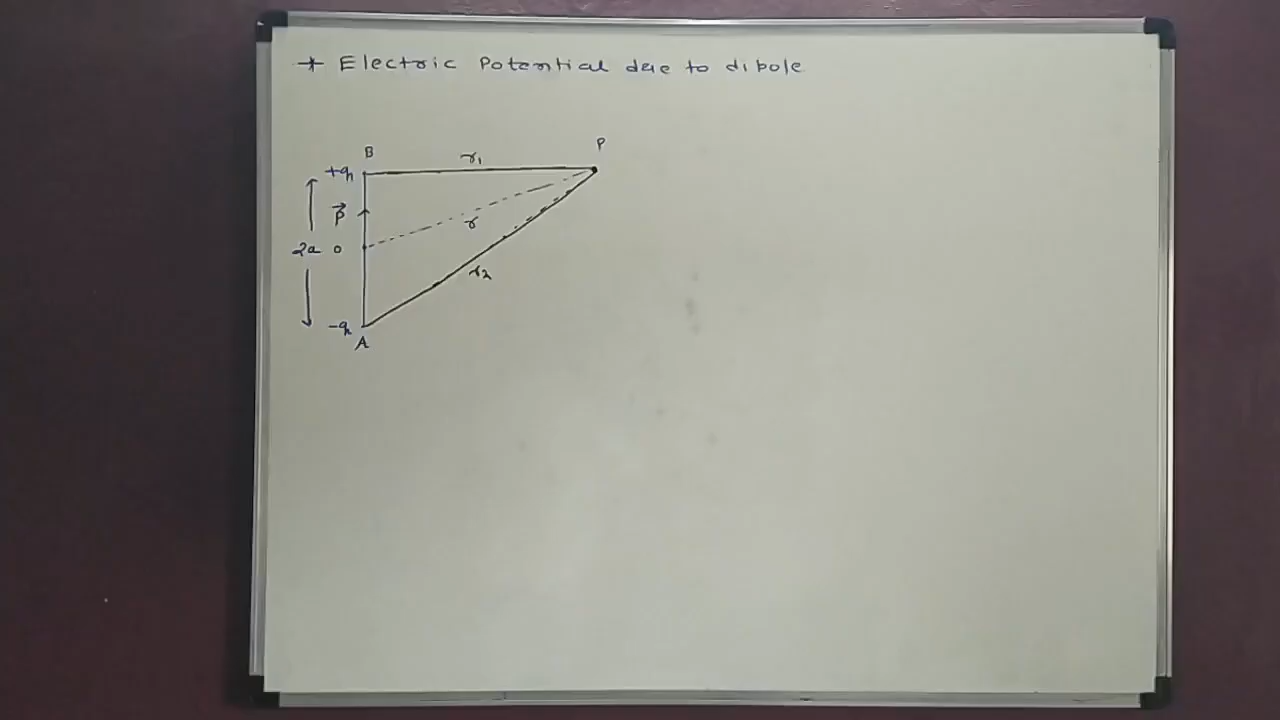 * Electric Potential due to dipole
P
B
r₁
+q
p⃗
r
2a o
r₂
-q
A